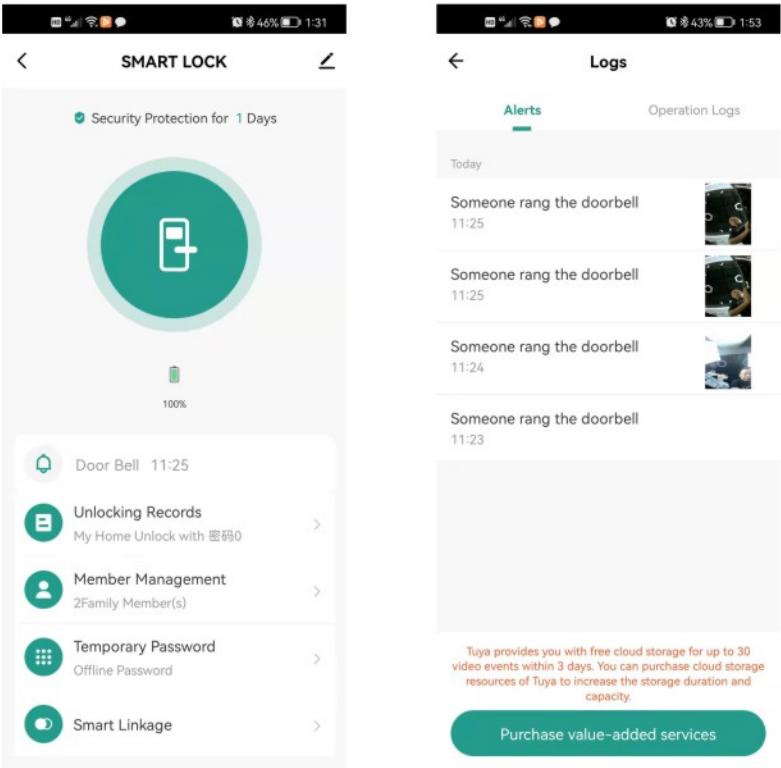 HD 46% 1:31
SMART LOCK
Security Protection for 1 Days
100%
Door Bell 11:25
Unlocking Records
My Home Unlock with 密码0
Member Management
2Family Member(s)
Temporary Password
Offline Password
Smart Linkage
HD 43% 1:53
Logs
Alerts Operation Logs
Today
Someone rang the doorbell
11:25
Someone rang the doorbell
11:25
Someone rang the doorbell
11:24
Someone rang the doorbell
11:23
Tuya provides you with free cloud storage for up to 30
video events within 3 days. You can purchase cloud storage
resources of Tuya to increase the storage duration and
capacity.
Purchase value-added services